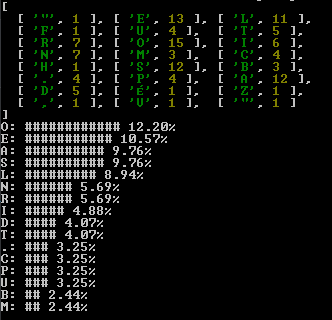 [
[ '"', 1 ], [ 'E', 13 ], [ 'L', 11 ],
[ 'F', 1 ], [ 'U', 4 ], [ 'T', 5 ],
[ 'R', 7 ], [ 'O', 15 ], [ 'I', 6 ],
[ 'N', 7 ], [ 'M', 3 ], [ 'C', 4 ],
[ 'H', 1 ], [ 'S', 12 ], [ 'B', 3 ],
[ '.', 4 ], [ 'P', 4 ], [ 'A', 12 ],
[ 'D', 5 ], [ 'É', 1 ], [ 'Z', 1 ],
[ ',', 1 ], [ 'V', 1 ], [ '"', 1 ]
]
O: ############ 12.20%
E: ########### 10.57%
A: ########## 9.76%
S: ########## 9.76%
L: ######### 8.94%
N: ###### 5.69%
R: ###### 5.69%
I: ##### 4.88%
D: #### 4.07%
T: #### 4.07%
.: ### 3.25%
C: ### 3.25%
P: ### 3.25%
U: ### 3.25%
B: ## 2.44%
M: ## 2.44%